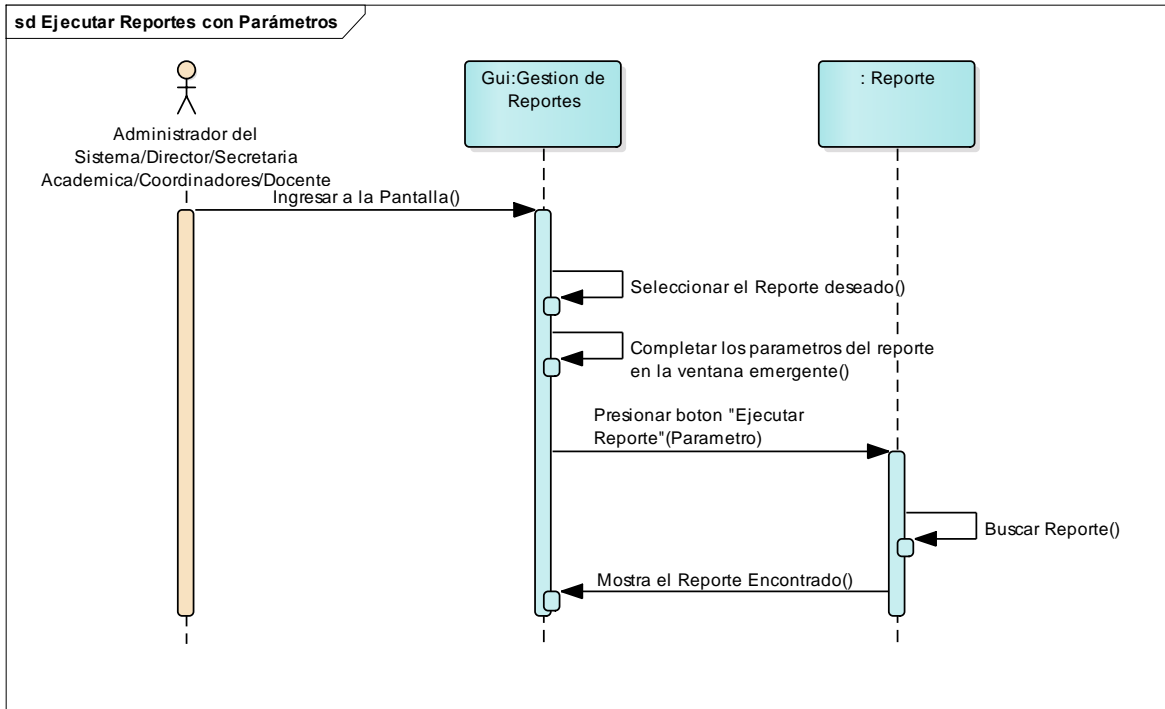 sd Ejecutar Reportes con Parámetros
Gui:Gestion de
Reportes
: Reporte
Administrador del
Sistema/Director/Secretaria
Academica/Coordinadores/Docente
Ingresar a la Pantalla()
Seleccionar el Reporte deseado()
Completar los parametros del reporte
en la ventana emergente()
Presionar boton "Ejecutar
Reporte"(Parametro)
Buscar Reporte()
Mostra el Reporte Encontrado()